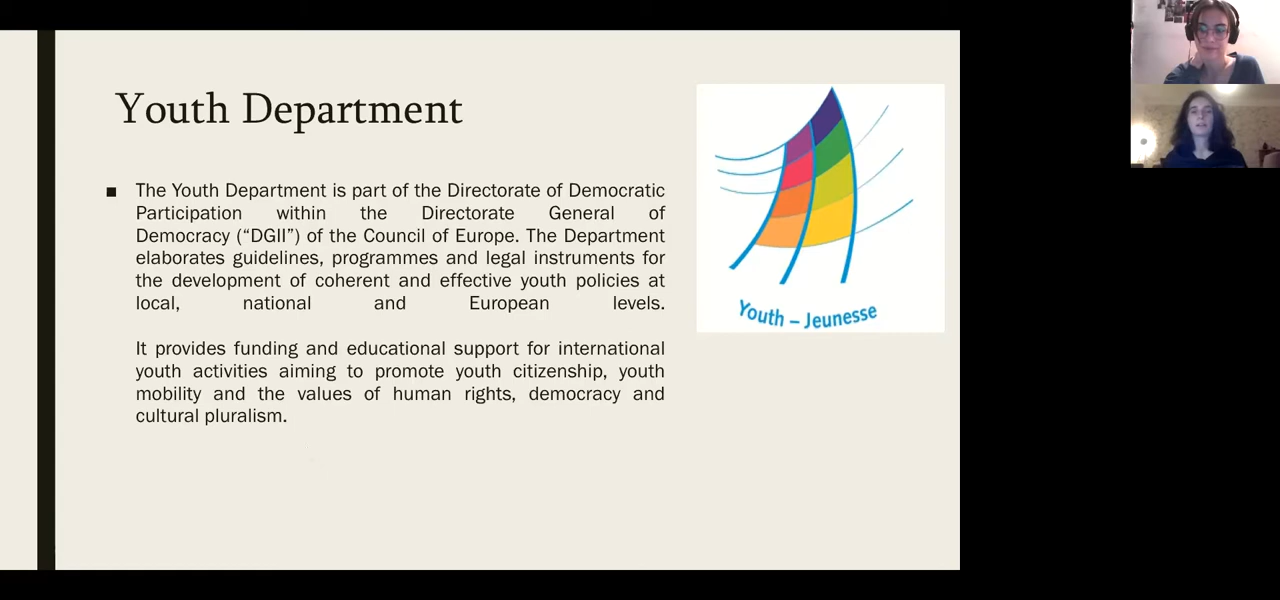 Youth Department
■ The Youth Department is part of the Directorate of Democratic
Participation within the Directorate General of
Democracy (“DGII”) of the Council of Europe. The Department
elaborates guidelines, programmes and legal instruments for
the development of coherent and effective youth policies at
local, national and European levels.
It provides funding and educational support for international
youth activities aiming to promote youth citizenship, youth
mobility and the values of human rights, democracy and
cultural pluralism.
Youth – Jeunesse